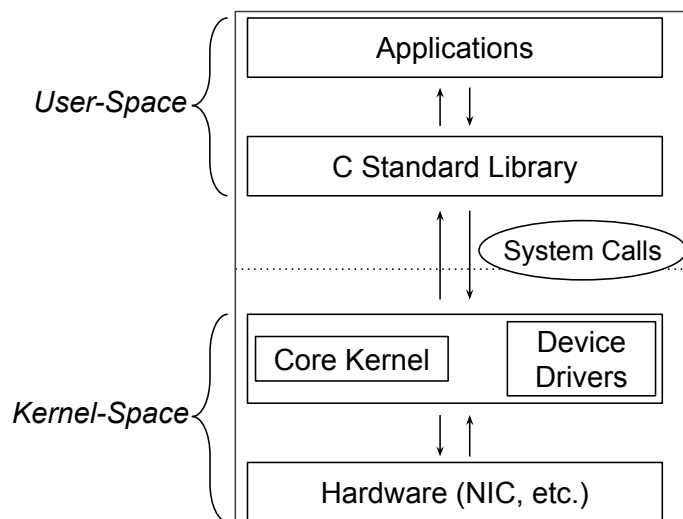 Applications
User-Space
C Standard Library
System Calls
Core Kernel
Device
Drivers
Kernel-Space
Hardware (NIC, etc.)